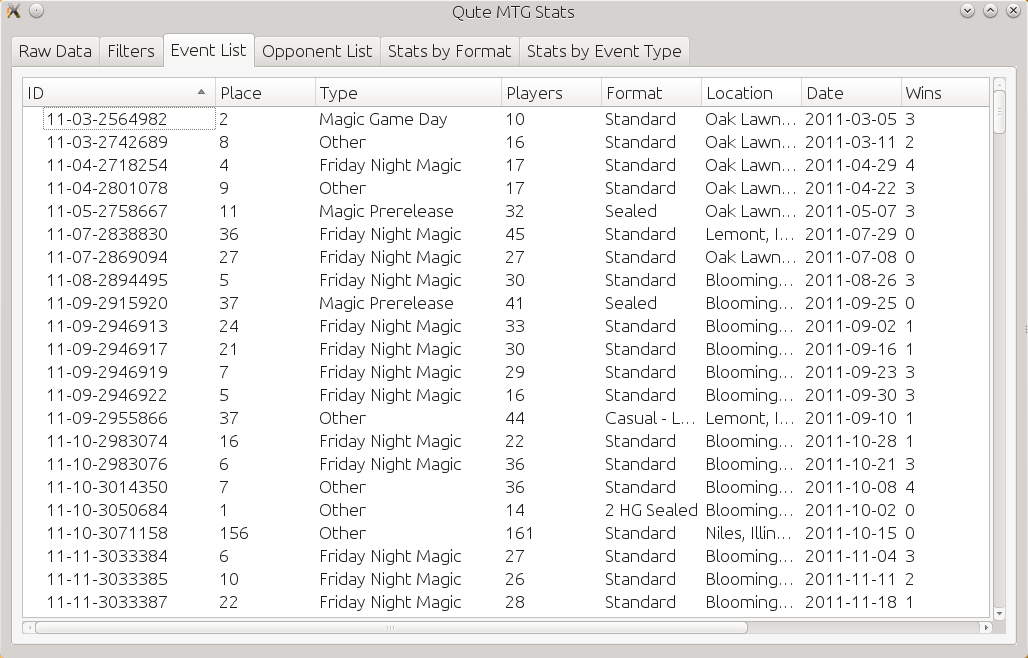 Qute MTG Stats
Raw Data Filters Event List Opponent List Stats by Format Stats by Event Type
ID Place Type Players Format Location Date Wins
11-03-2564982 2 Magic Game Day 10 Standard Oak Lawn... 2011-03-05 3
11-03-2742689 8 Other 16 Standard Oak Lawn... 2011-03-11 2
11-04-2718254 4 Friday Night Magic 17 Standard Oak Lawn... 2011-04-29 4
11-04-2801078 9 Other 17 Standard Oak Lawn... 2011-04-22 3
11-05-2758667 11 Magic Prerelease 32 Sealed Oak Lawn... 2011-05-07 3
11-07-2838830 36 Friday Night Magic 45 Standard Lemont, I... 2011-07-29 0
11-07-2869094 27 Friday Night Magic 27 Standard Oak Lawn... 2011-07-08 0
11-08-2894495 5 Friday Night Magic 30 Standard Blooming... 2011-08-26 3
11-09-2915920 37 Magic Prerelease 41 Sealed Blooming... 2011-09-25 0
11-09-2946913 24 Friday Night Magic 33 Standard Blooming... 2011-09-02 1
11-09-2946917 21 Friday Night Magic 30 Standard Blooming... 2011-09-16 1
11-09-2946919 7 Friday Night Magic 29 Standard Blooming... 2011-09-23 3
11-09-2946922 5 Friday Night Magic 16 Standard Blooming... 2011-09-30 3
11-09-2955866 37 Other 44 Casual - L... Lemont, I... 2011-09-10 1
11-10-2983074 16 Friday Night Magic 22 Standard Blooming... 2011-10-28 1
11-10-2983076 6 Friday Night Magic 36 Standard Blooming... 2011-10-21 3
11-10-3014350 7 Other 36 Standard Blooming... 2011-10-08 4
11-10-3050684 1 Other 14 2 HG Sealed Blooming... 2011-10-02 0
11-10-3071158 156 Other 161 Standard Niles, Illin... 2011-10-15 0
11-11-3033384 6 Friday Night Magic 27 Standard Blooming... 2011-11-04 3
11-11-3033385 10 Friday Night Magic 26 Standard Blooming... 2011-11-11 2
11-11-3033387 22 Friday Night Magic 28 Standard Blooming... 2011-11-18 1